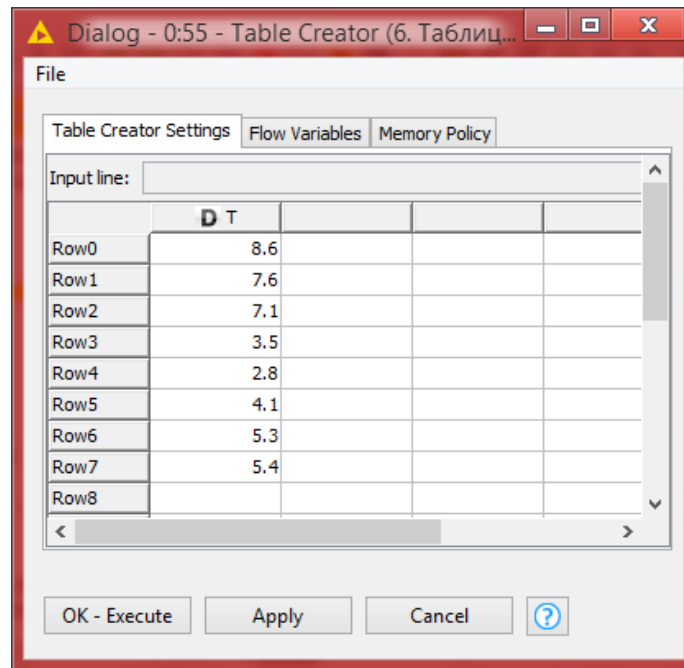 Dialog - 0:55 - Table Creator (6. Таблиц...
File
Table Creator Settings Flow Variables Memory Policy
Input line:
D T
Row0 8.6
Row1 7.6
Row2 7.1
Row3 3.5
Row4 2.8
Row5 4.1
Row6 5.3
Row7 5.4
Row8
OK - Execute Apply Cancel ?